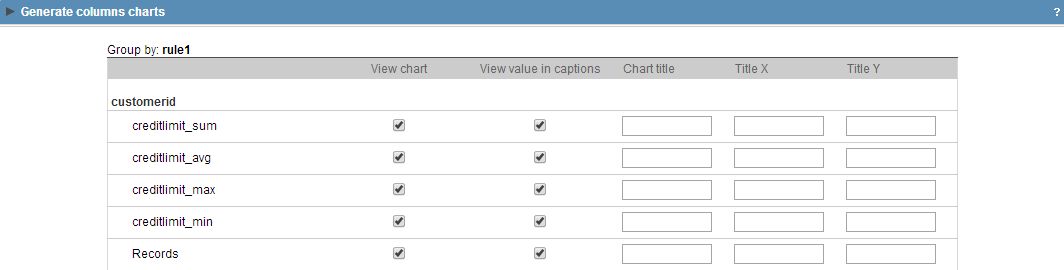 Generate columns charts ?
Group by: rule1
View chart View value in captions Chart title Title X Title Y
customerid
creditlimit_sum
creditlimit_avg
creditlimit_max
creditlimit_min
Records